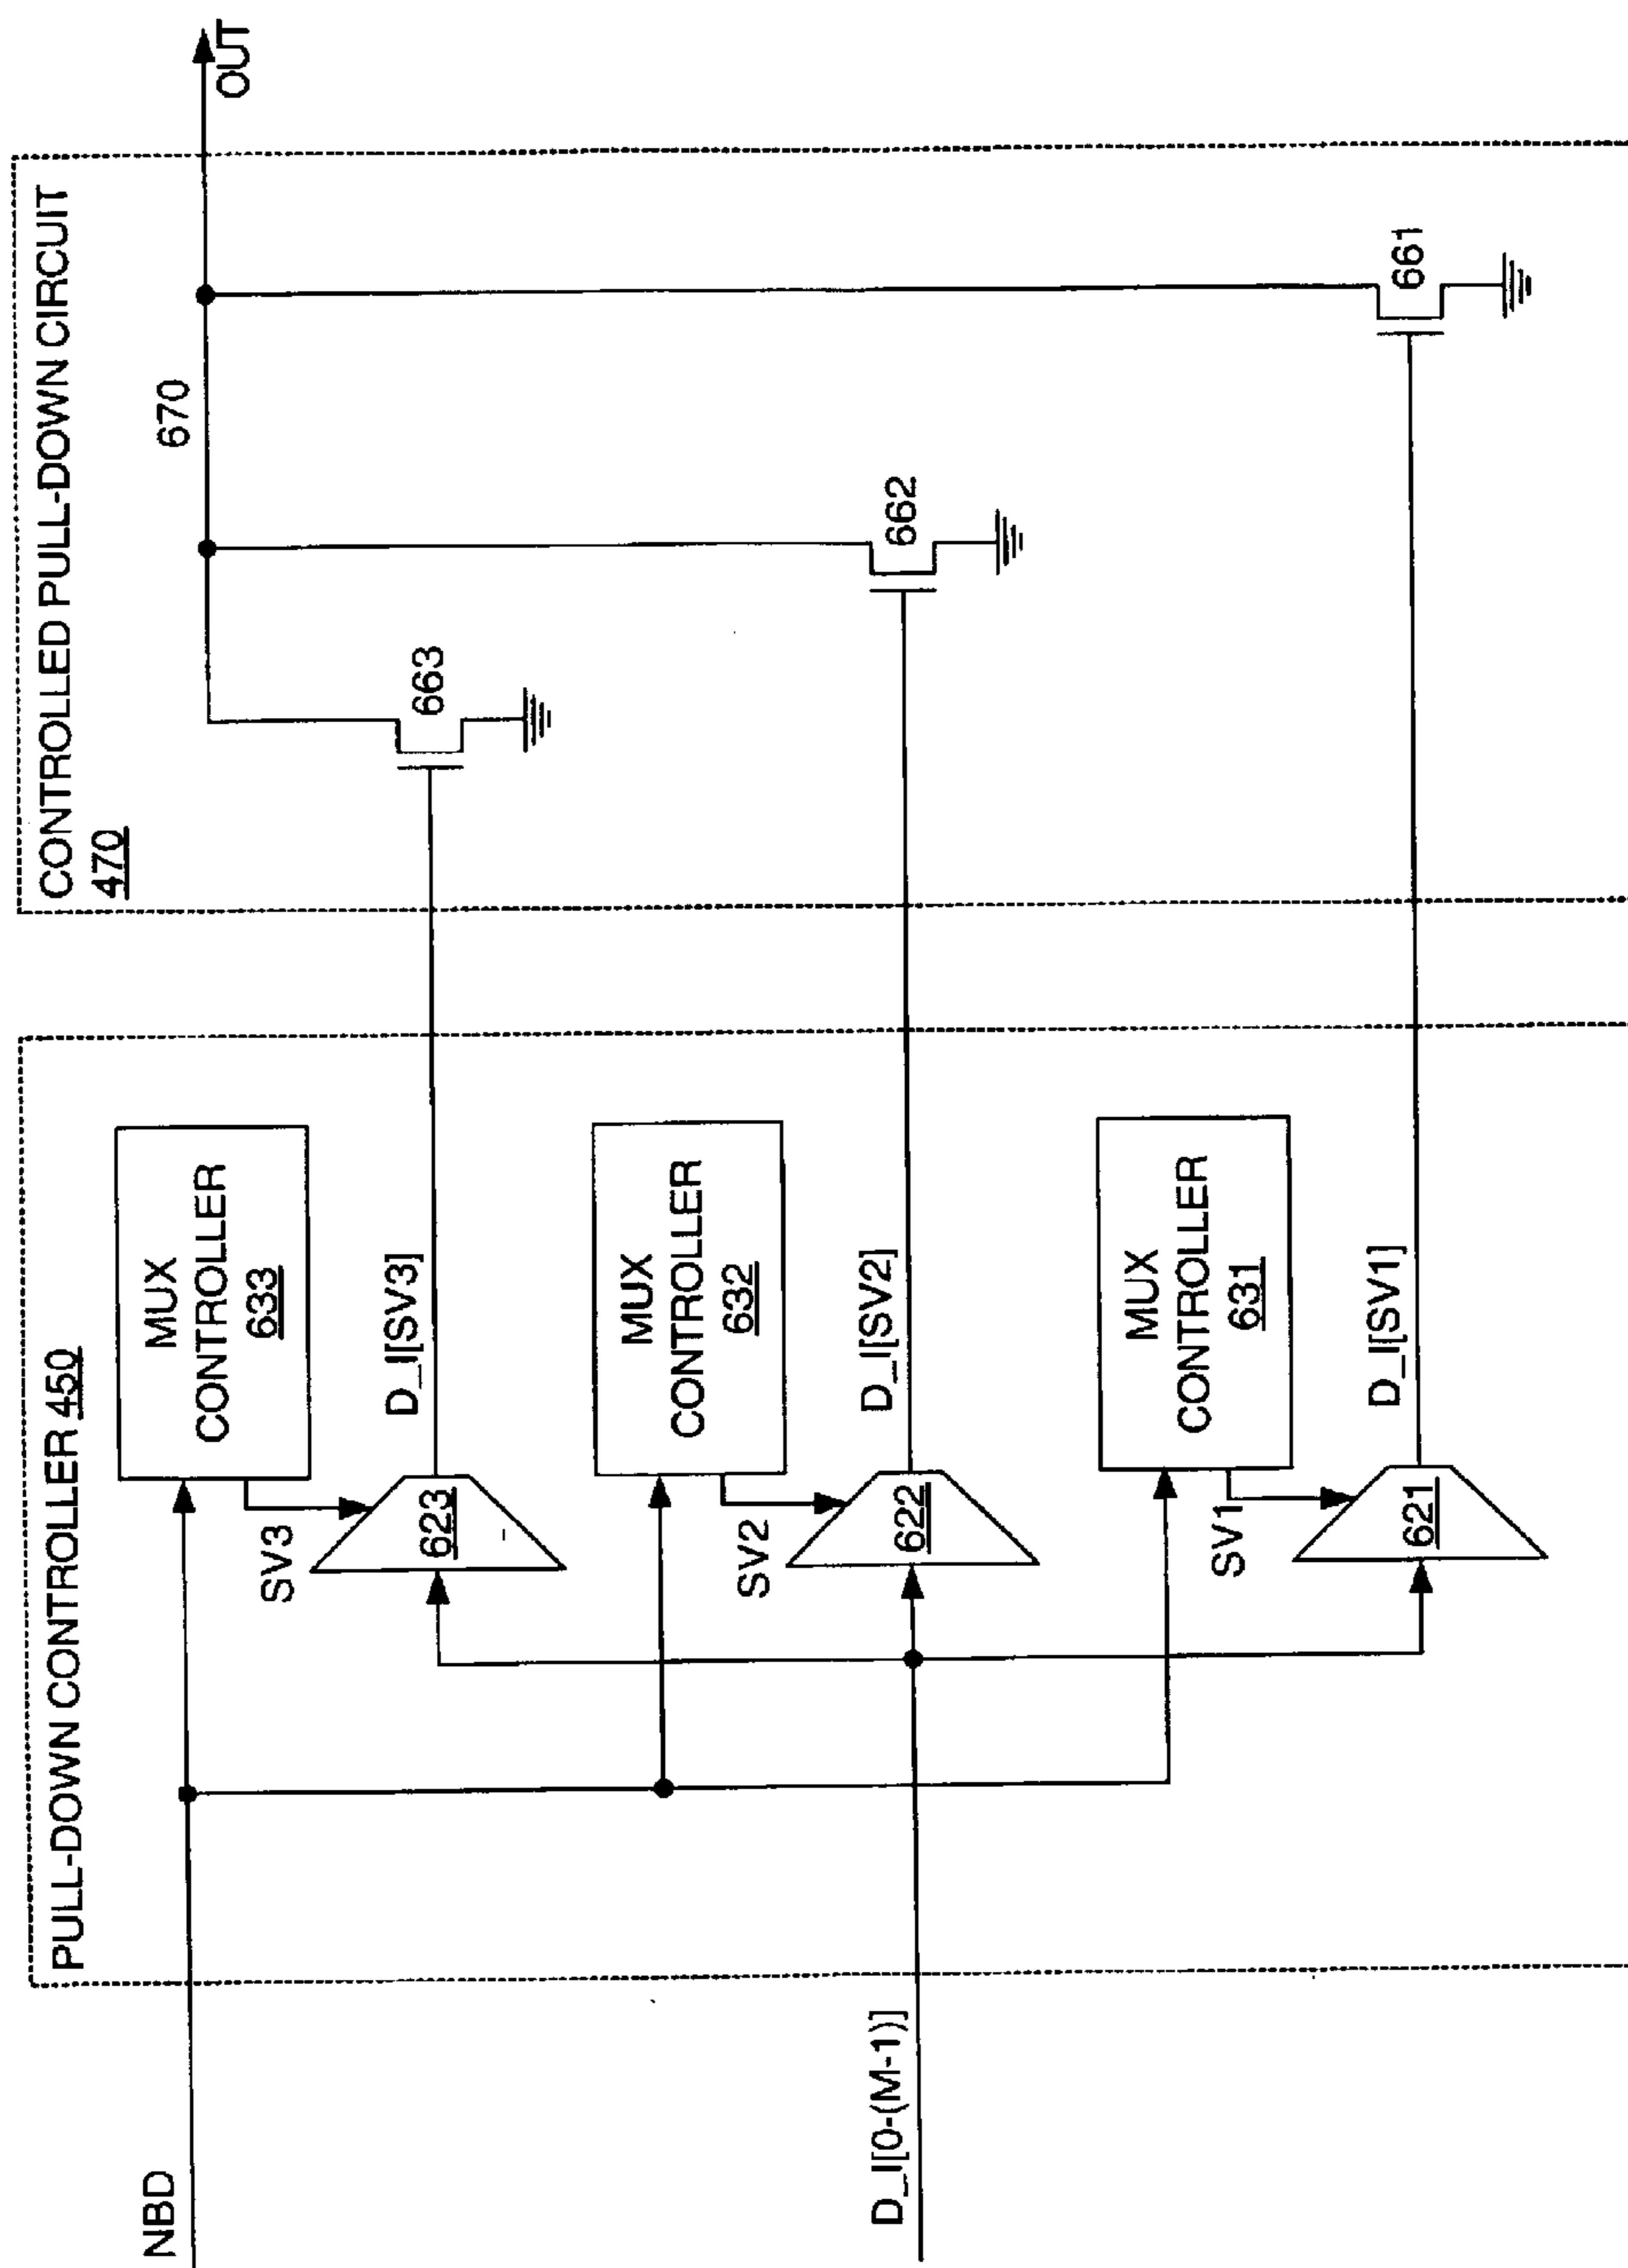 NBD
D_I[0-(M-1)]
PULL-DOWN CONTROLLER 450
MUX
CONTROLLER
633
SV3
623
D_I[SV3]
MUX
CONTROLLER
632
SV2
622
D_I[SV2]
MUX
CONTROLLER
631
SV1
621
D_I[SV1]
CONTROLLED PULL-DOWN CIRCUIT
470
670
663
662
661
OUT